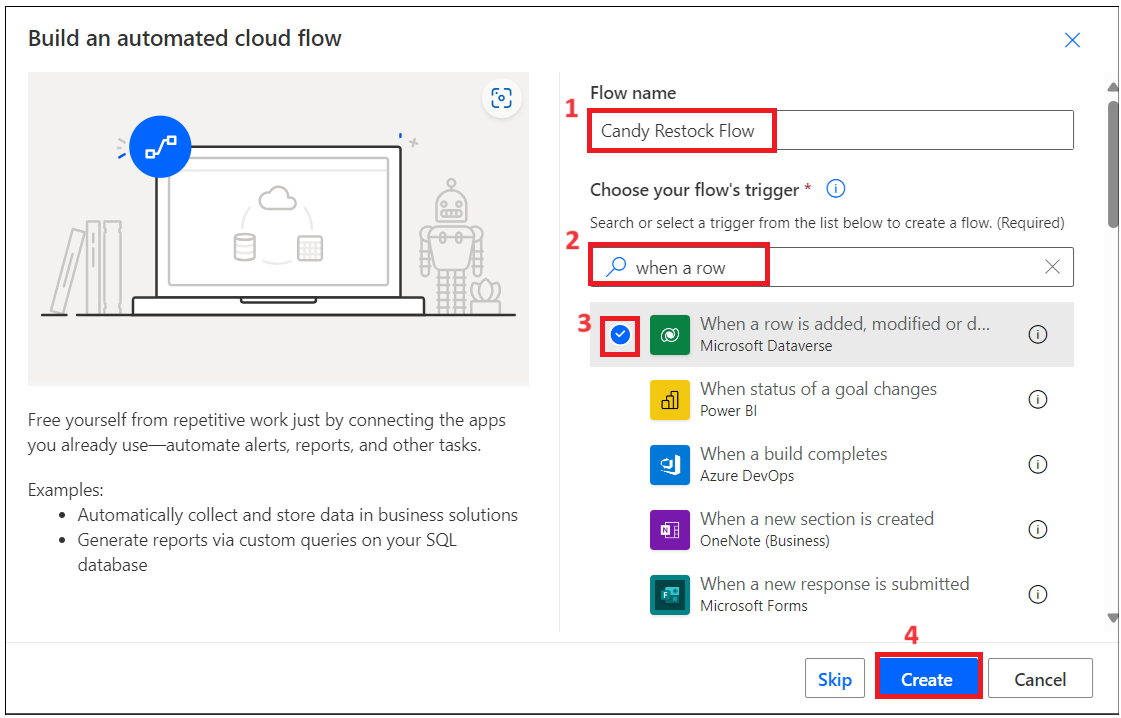 Build an automated cloud flow
Free yourself from repetitive work just by connecting the apps
you already use—automate alerts, reports, and other tasks.
Examples:
• Automatically collect and store data in business solutions
• Generate reports via custom queries on your SQL
database
Flow name
1
Candy Restock Flow
Choose your flow's trigger *
Search or select a trigger from the list below to create a flow. (Required)
2
when a row
3
When a row is added, modified or d...
Microsoft Dataverse
When status of a goal changes
Power BI
When a build completes
Azure DevOps
When a new section is created
OneNote (Business)
When a new response is submitted
Microsoft Forms
4
Skip
Create
Cancel